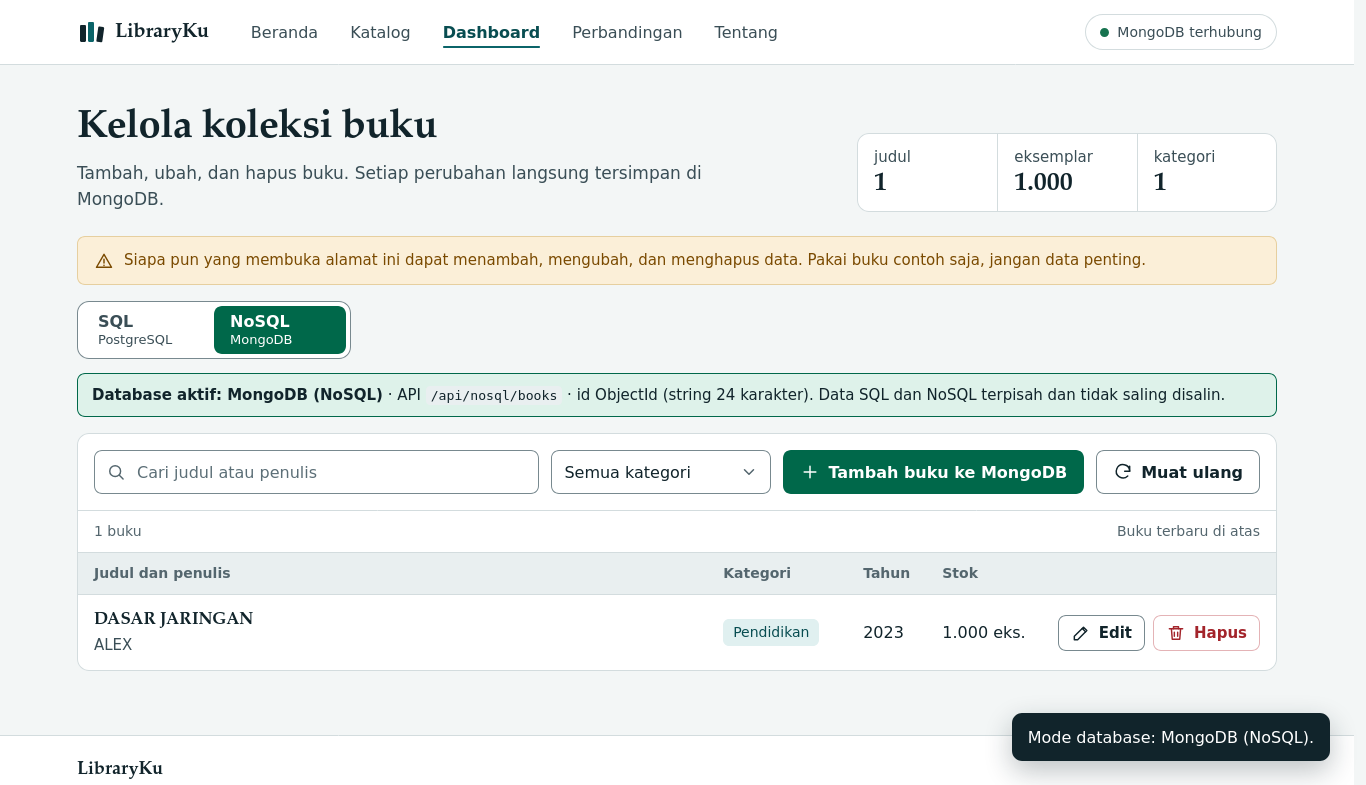 LibraryKu
Beranda
Katalog
Dashboard
Perbandingan
Tentang
MongoDB terhubung
Kelola koleksi buku
Tambah, ubah, dan hapus buku. Setiap perubahan langsung tersimpan di
MongoDB.
judul
1
eksemplar
1.000
kategori
1
Siapa pun yang membuka alamat ini dapat menambah, mengubah, dan menghapus data. Pakai buku contoh saja, jangan data penting.
SQL
PostgreSQL
NoSQL
MongoDB
Database aktif: MongoDB (NoSQL) · API /api/nosql/books · id ObjectId (string 24 karakter). Data SQL dan NoSQL terpisah dan tidak saling disalin.
Cari judul atau penulis
Semua kategori
Tambah buku ke MongoDB
Muat ulang
1 buku
Buku terbaru di atas
Judul dan penulis
Kategori
Tahun
Stok
DASAR JARINGAN
ALEX
Pendidikan
2023
1.000 eks.
Edit
Hapus
Mode database: MongoDB (NoSQL).
LibraryKu